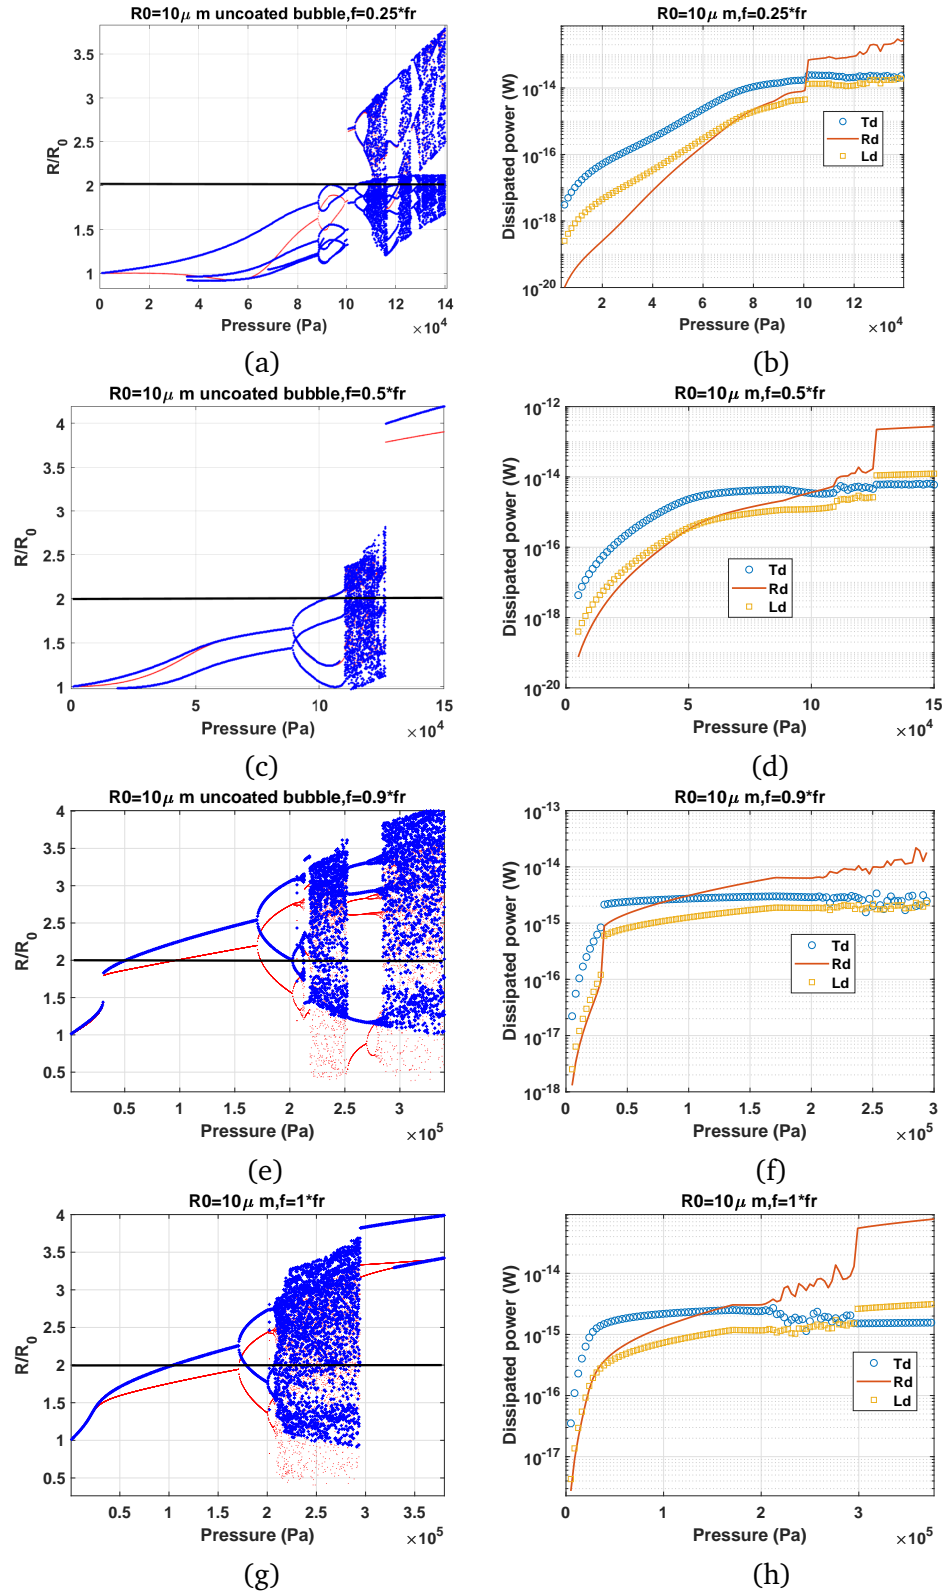 R0=10μ m uncoated bubble,f=0.25*fr
R/R0
3.5
3
2.5
2
1.5
1
0 2 4 6 8 10 12 14
Pressure (Pa)
×10^4
(a)
R0=10μ m,f=0.25*fr
Dissipated power (W)
10^-14
10^-16
10^-18
10^-20
Td
Rd
Ld
2 4 6 8 10 12
Pressure (Pa)
×10^4
(b)
R0=10μ m uncoated bubble,f=0.5*fr
R/R0
4
3.5
3
2.5
2
1.5
1
0 5 10 15
Pressure (Pa)
×10^4
(c)
R0=10μ m,f=0.5*fr
Dissipated power (W)
10^-12
10^-14
10^-16
10^-18
10^-20
Td
Rd
Ld
0 5 10 15
Pressure (Pa)
×10^4
(d)
R0=10μ m uncoated bubble,f=0.9*fr
R/R0
4
3.5
3
2.5
2
1.5
1
0.5
0.5 1 1.5 2 2.5 3
Pressure (Pa)
×10^5
(e)
R0=10μ m,f=0.9*fr
Dissipated power (W)
10^-13
10^-14
10^-15
10^-16
10^-17
10^-18
Td
Rd
Ld
0 0.5 1 1.5 2 2.5 3
Pressure (Pa)
×10^5
(f)
R0=10μ m,f=1*fr
R/R0
4
3.5
3
2.5
2
1.5
1
0.5
1 2 3
Pressure (Pa)
×10^5
(g)
R0=10μ m,f=1*fr
Dissipated power (W)
10^-14
10^-15
10^-16
10^-17
Td
Rd
Ld
0 1 2 3
Pressure (Pa)
×10^5
(h)